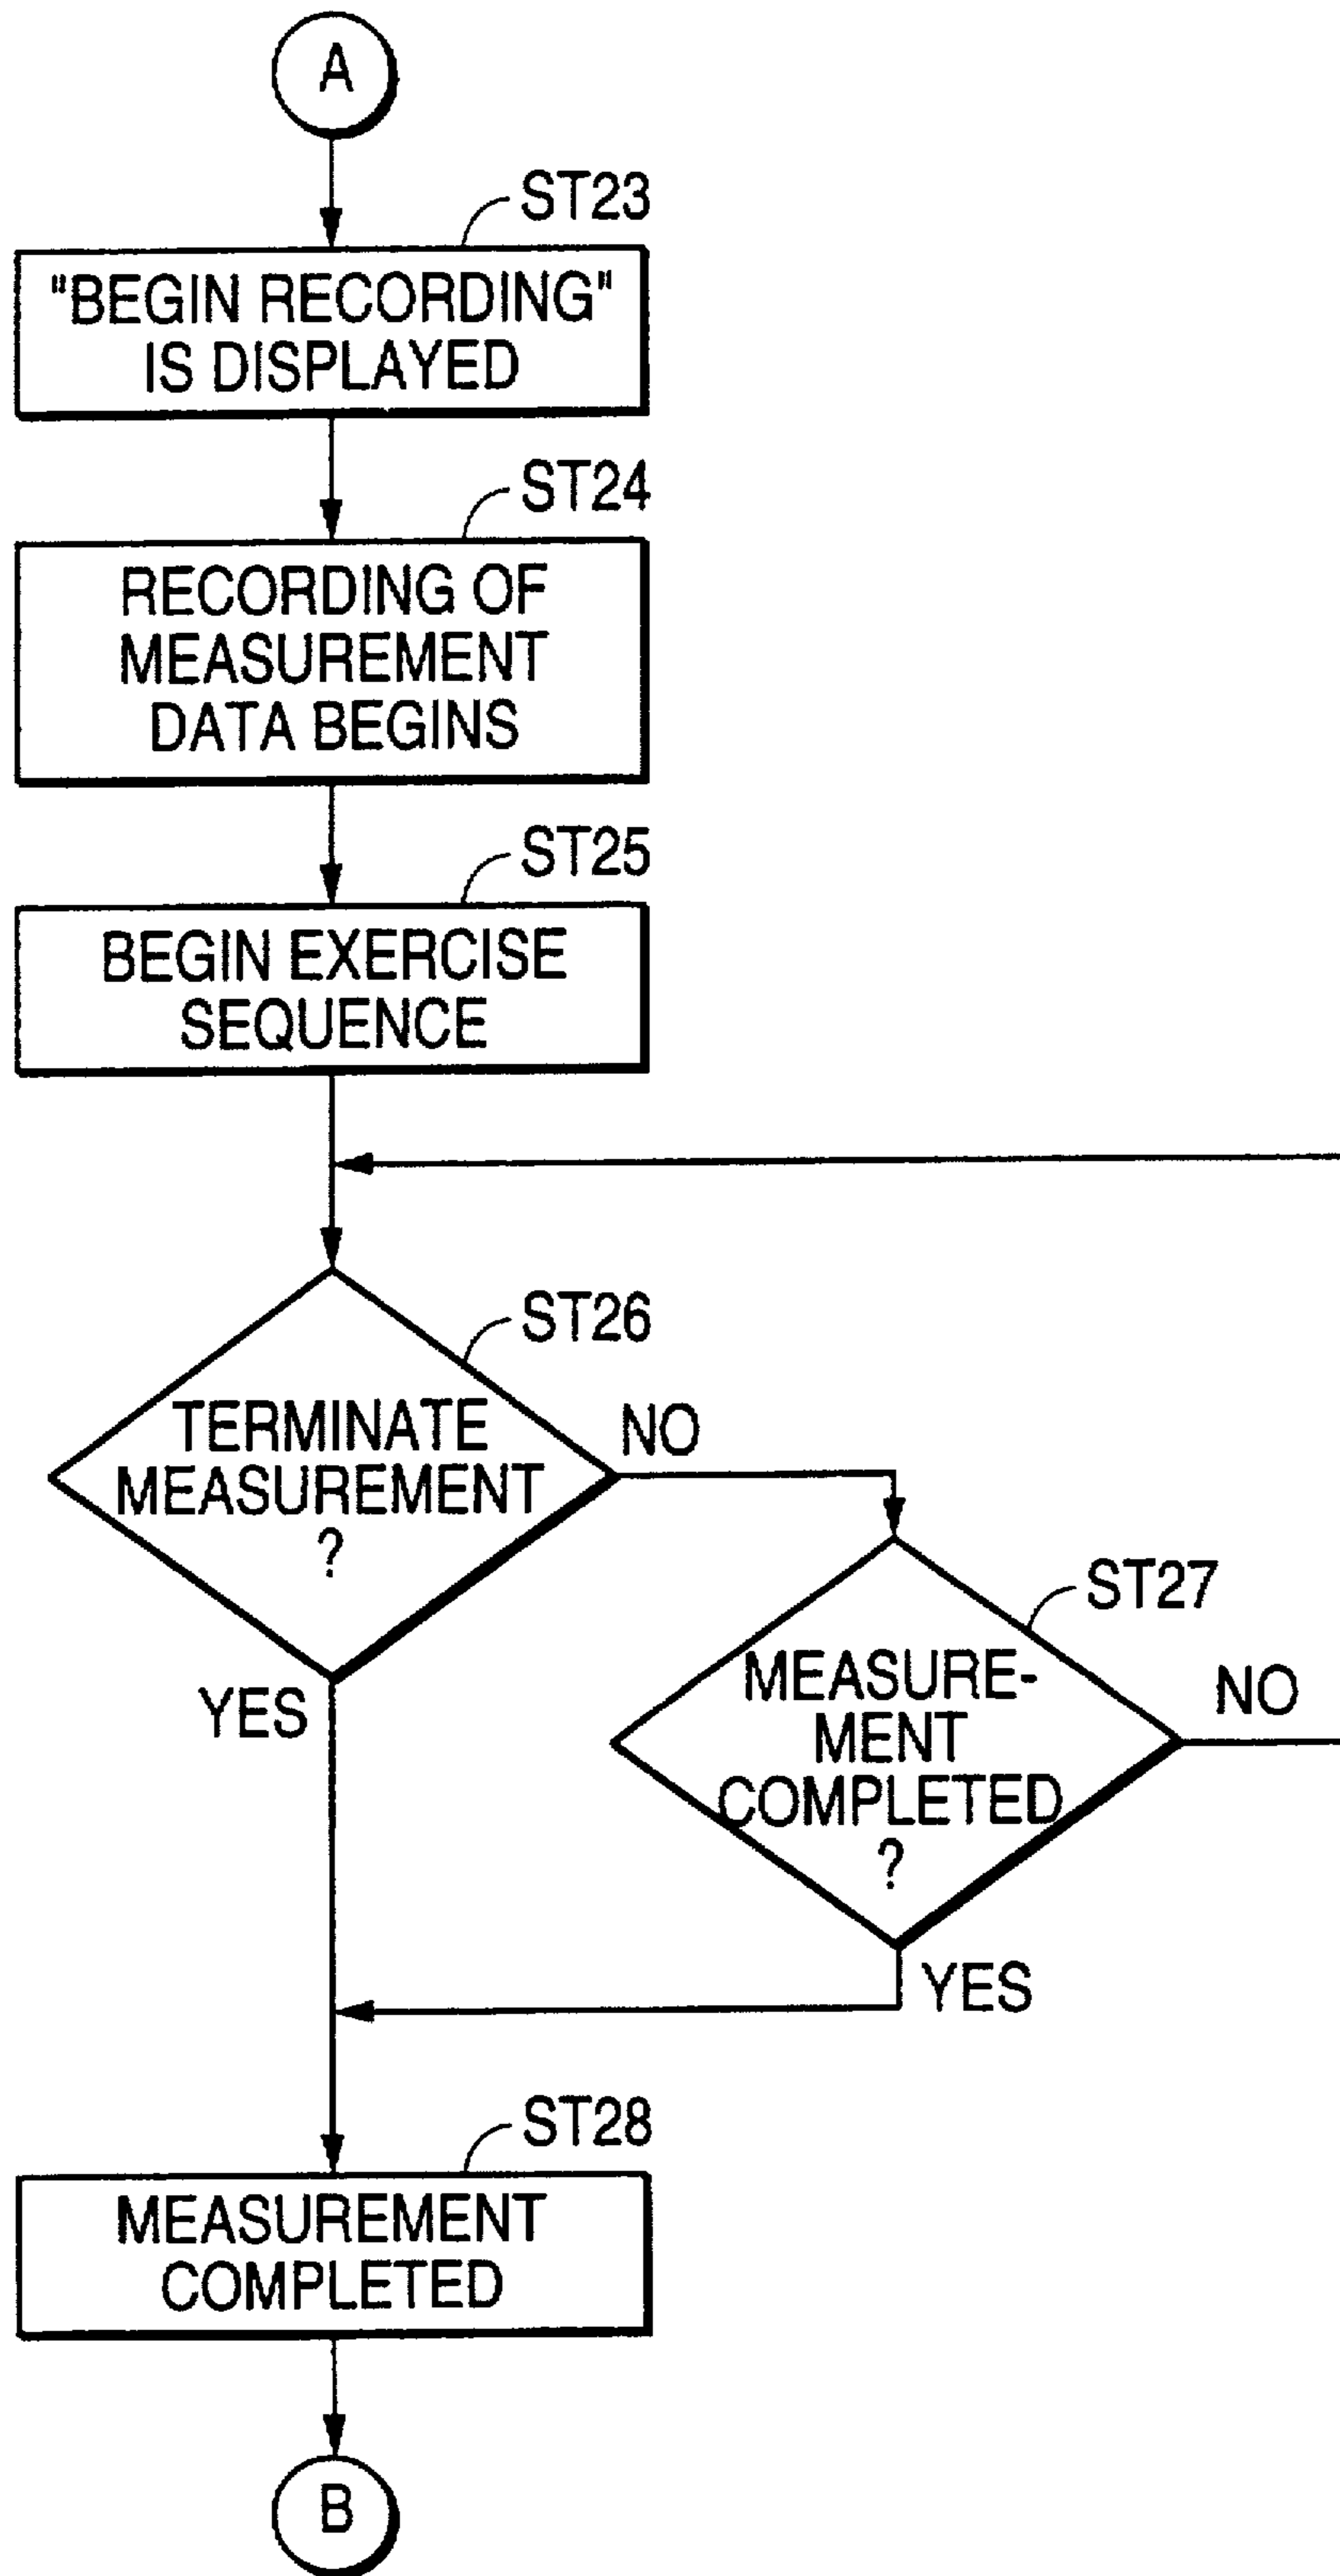 A
ST23
"BEGIN RECORDING"
IS DISPLAYED
ST24
RECORDING OF
MEASUREMENT
DATA BEGINS
ST25
BEGIN EXERCISE
SEQUENCE
ST26
TERMINATE
MEASUREMENT
?
NO
YES
ST27
MEASURE-
MENT
COMPLETED
?
NO
YES
ST28
MEASUREMENT
COMPLETED
B